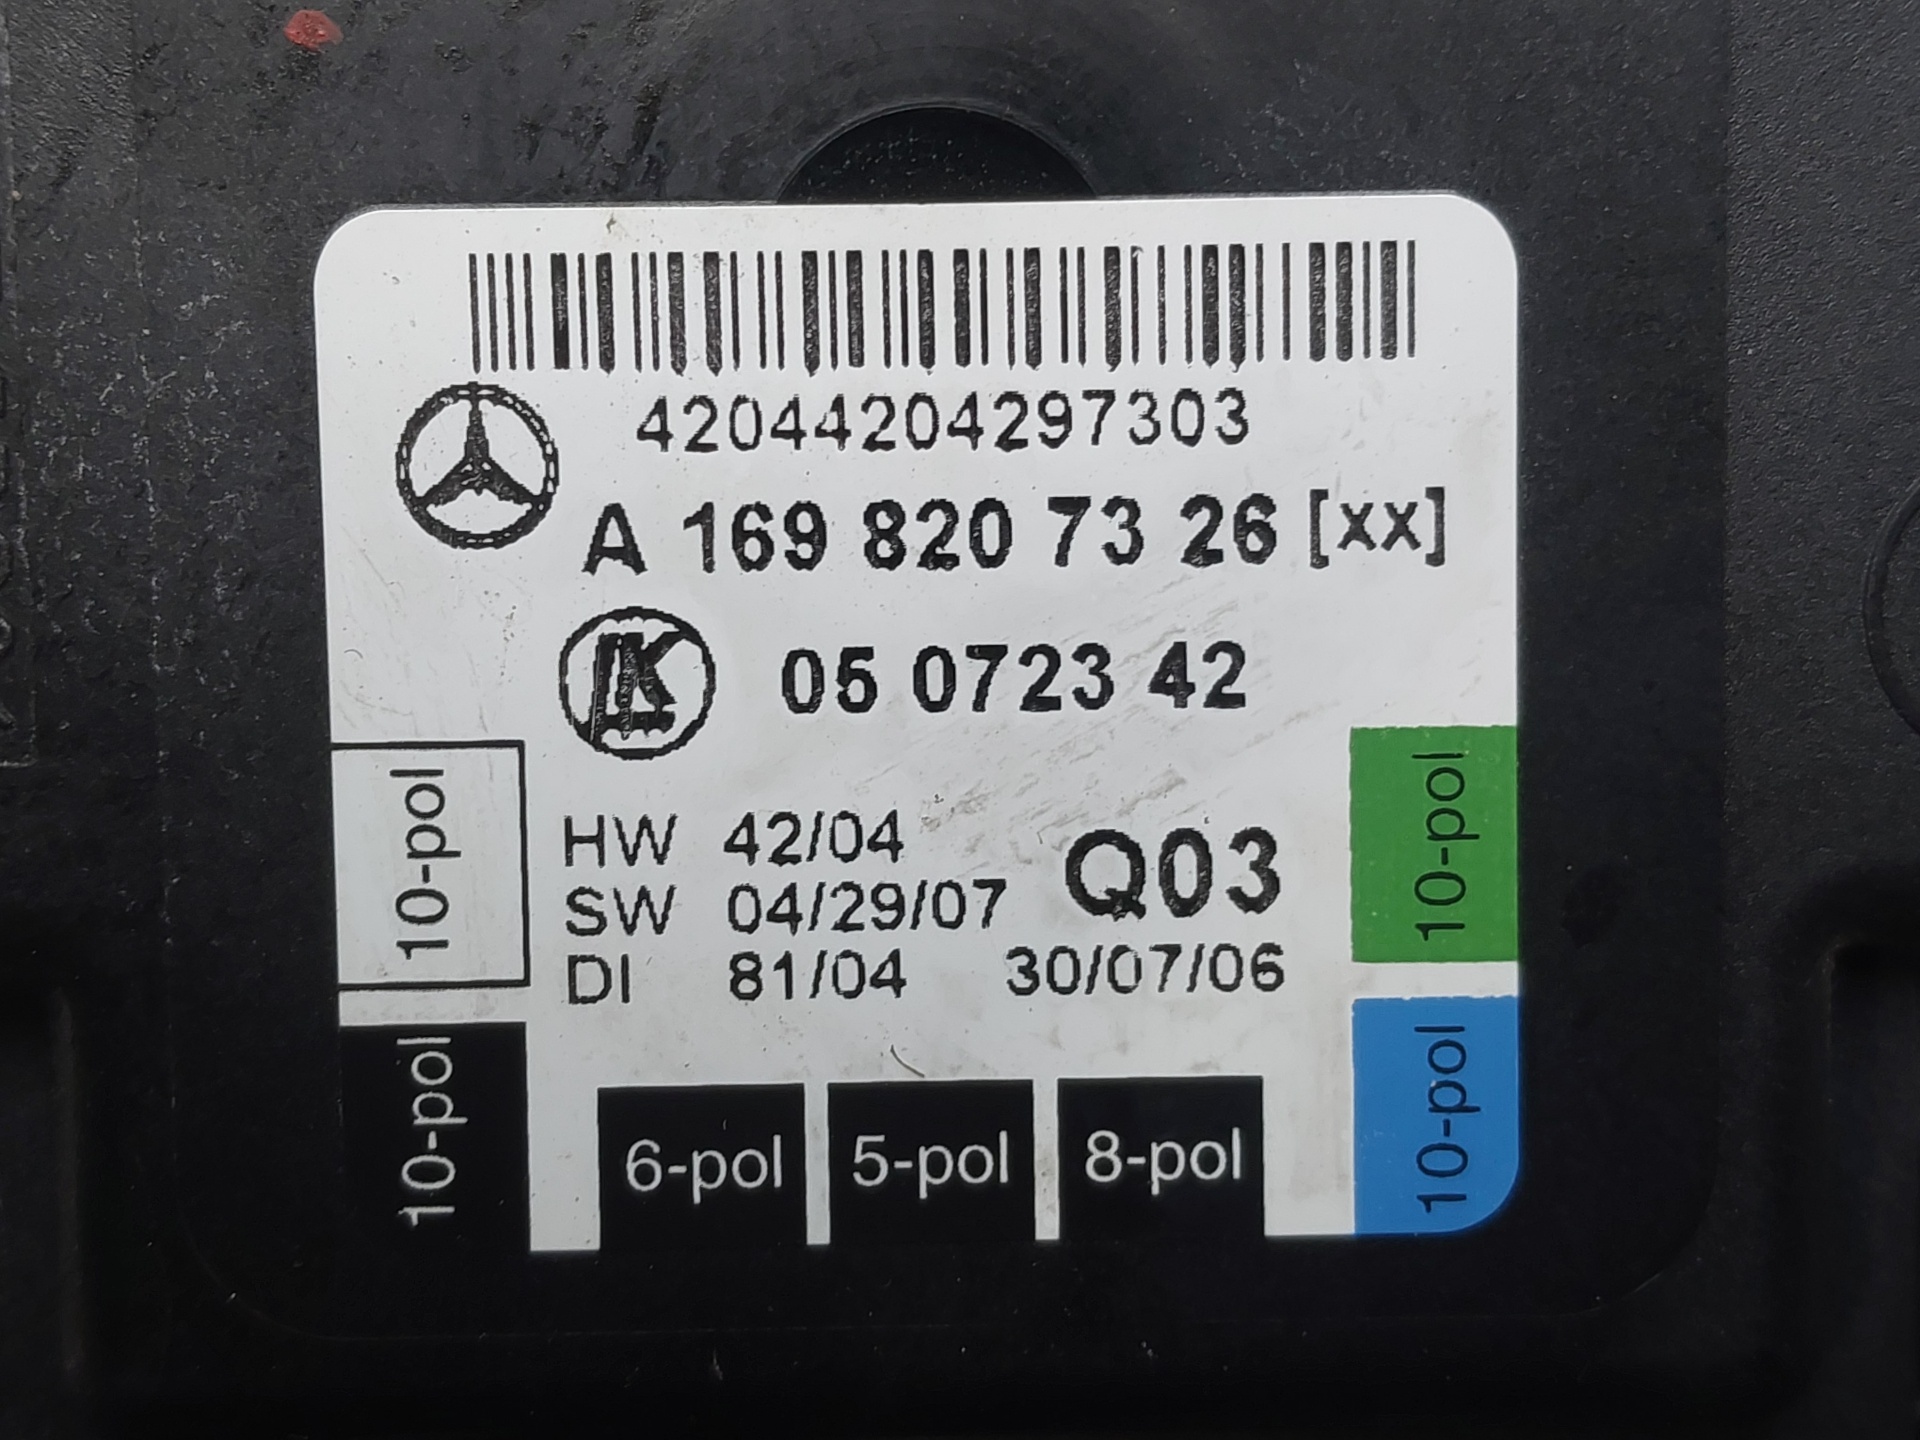 42044204297303
A 169 820 73 26 [xx]
LK 05 0723 42
HW 42/04
SW 04/29/07
Q03
DI 81/04 30/07/06
10-pol
10-pol
6-pol
5-pol
8-pol
10-pol
10-pol